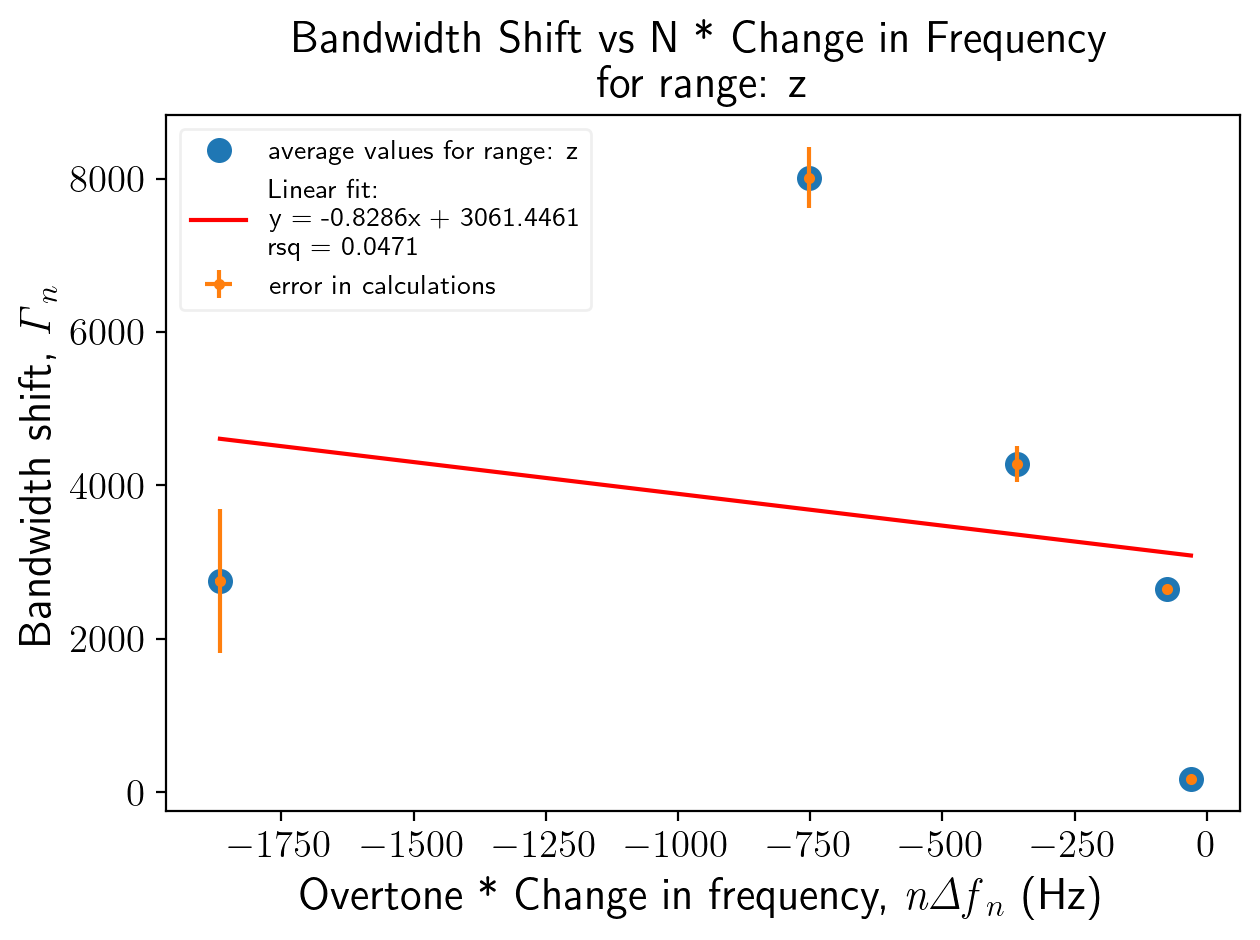 Bandwidth Shift vs N * Change in Frequency
for range: z
average values for range: z
Linear fit:
y = -0.8286x + 3061.4461
rsq = 0.0471
error in calculations
Bandwidth shift, Γn
8000
6000
4000
2000
0
−1750 −1500 −1250 −1000 −750 −500 −250 0
Overtone * Change in frequency, nΔfn (Hz)